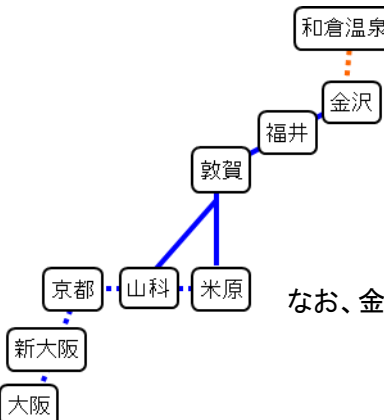 和倉温泉
金沢
福井
敦賀
京都 山科 米原
なお、金
新大阪
大阪